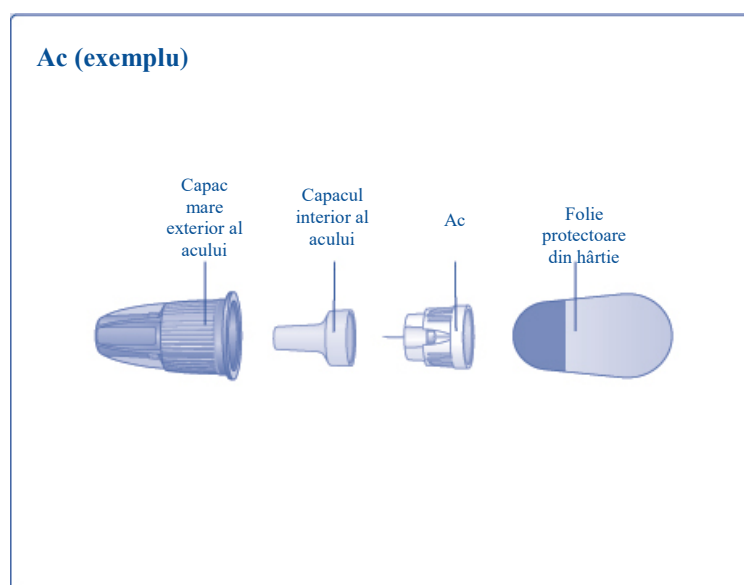 Ac (exemplu)
Capac
mare
exterior al
acului
Capacul
interior al
acului
Ac
Folie
protectoare
din hârtie